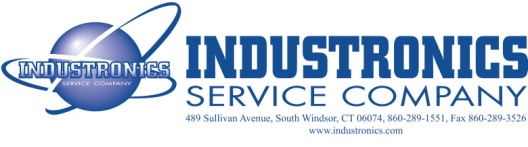 INDUSTRONICS
SERVICE COMPANY
INDUSTRONICS
SERVICE COMPANY
489 Sullivan Avenue, South Windsor, CT 06074, 860-289-1551, Fax 860-289-3526
www.industronics.com